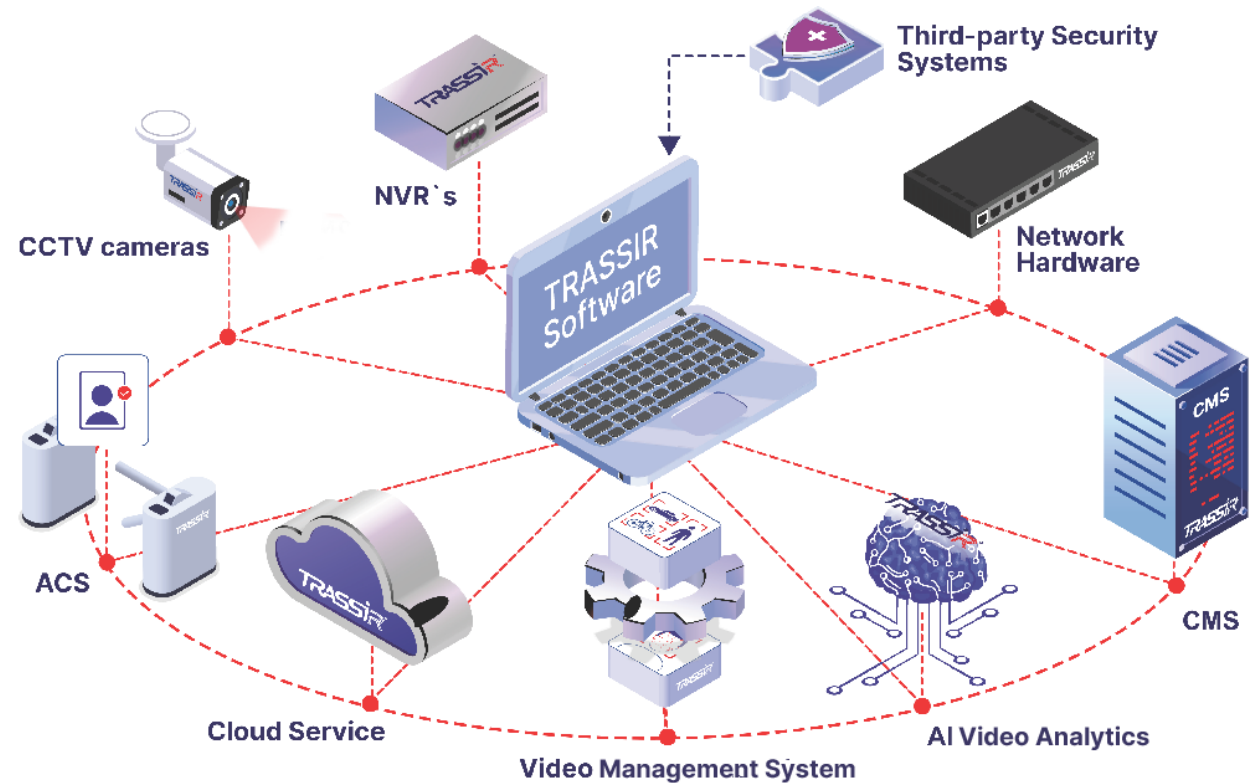 Third-party Security
Systems
TRASSIR
NVR`s
TRASSIR
CCTV cameras
TRASSIR
Network
Hardware
TRASSIR
Software
CMS
TRASSIR
CMS
ACS
TRASSIR
TRASSIR
Cloud Service
TRASSIR
Video Management System
TRASSIR
AI Video Analytics